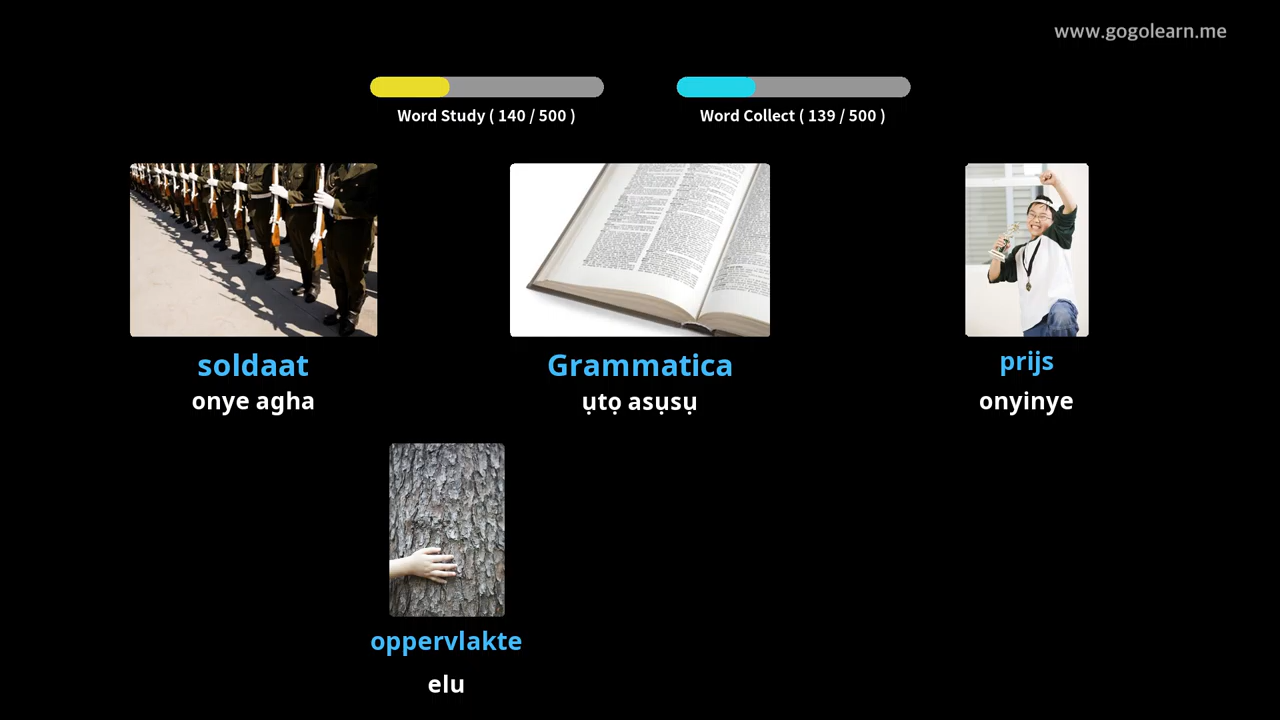 www.gogolearn.me
Word Study ( 140 / 500 )
Word Collect ( 139 / 500 )
soldaat
Grammatica
prijs
onye agha
ụtọ asụsụ
onyinye
oppervlakte
elu